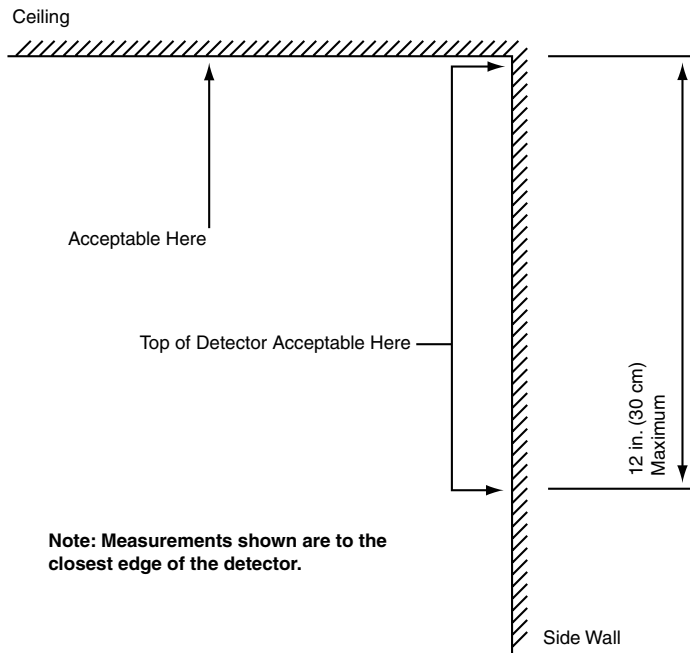 Ceiling
Acceptable Here
Top of Detector Acceptable Here
12 in. (30 cm)
Maximum
Note: Measurements shown are to the
closest edge of the detector.
Side Wall